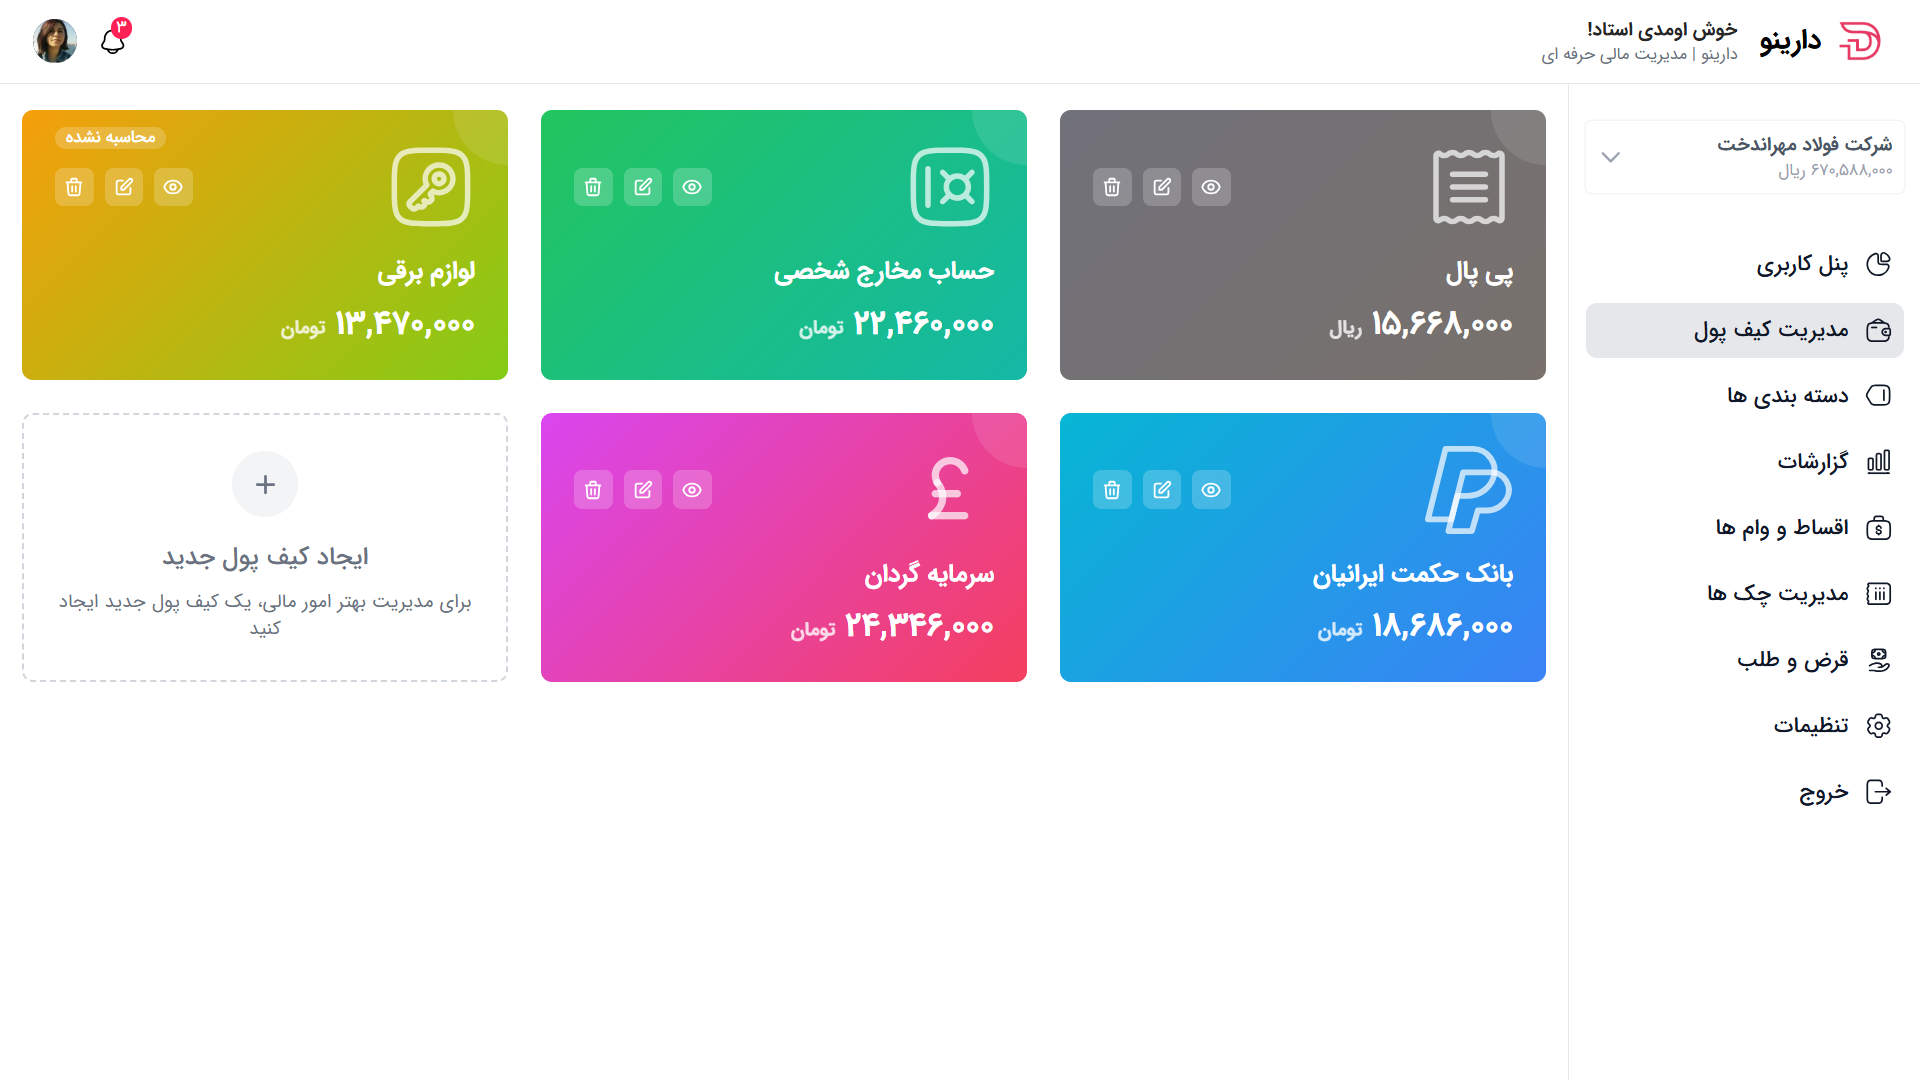 دارینو
خوش اومدی استاد!
دارینو | مدیریت مالی حرفه ای
۳
شرکت فولاد مهراندخت
۶۷۰,۵۸۸,۰۰۰ ریال
پنل کاربری
مدیریت کیف پول
دسته بندی ها
گزارشات
اقساط و وام ها
مدیریت چک ها
قرض و طلب
تنظیمات
خروج
پی پال
۱۵,۶۶۸,۰۰۰ ریال
حساب مخارج شخصی
۲۲,۴۶۰,۰۰۰ تومان
محاسبه نشده
لوازم برقی
۱۳,۴۷۰,۰۰۰ تومان
بانک حکمت ایرانیان
۱۸,۶۸۶,۰۰۰ تومان
سرمایه گردان
۲۴,۳۴۶,۰۰۰ تومان
ایجاد کیف پول جدید
برای مدیریت بهتر امور مالی، یک کیف پول جدید ایجاد
کنید